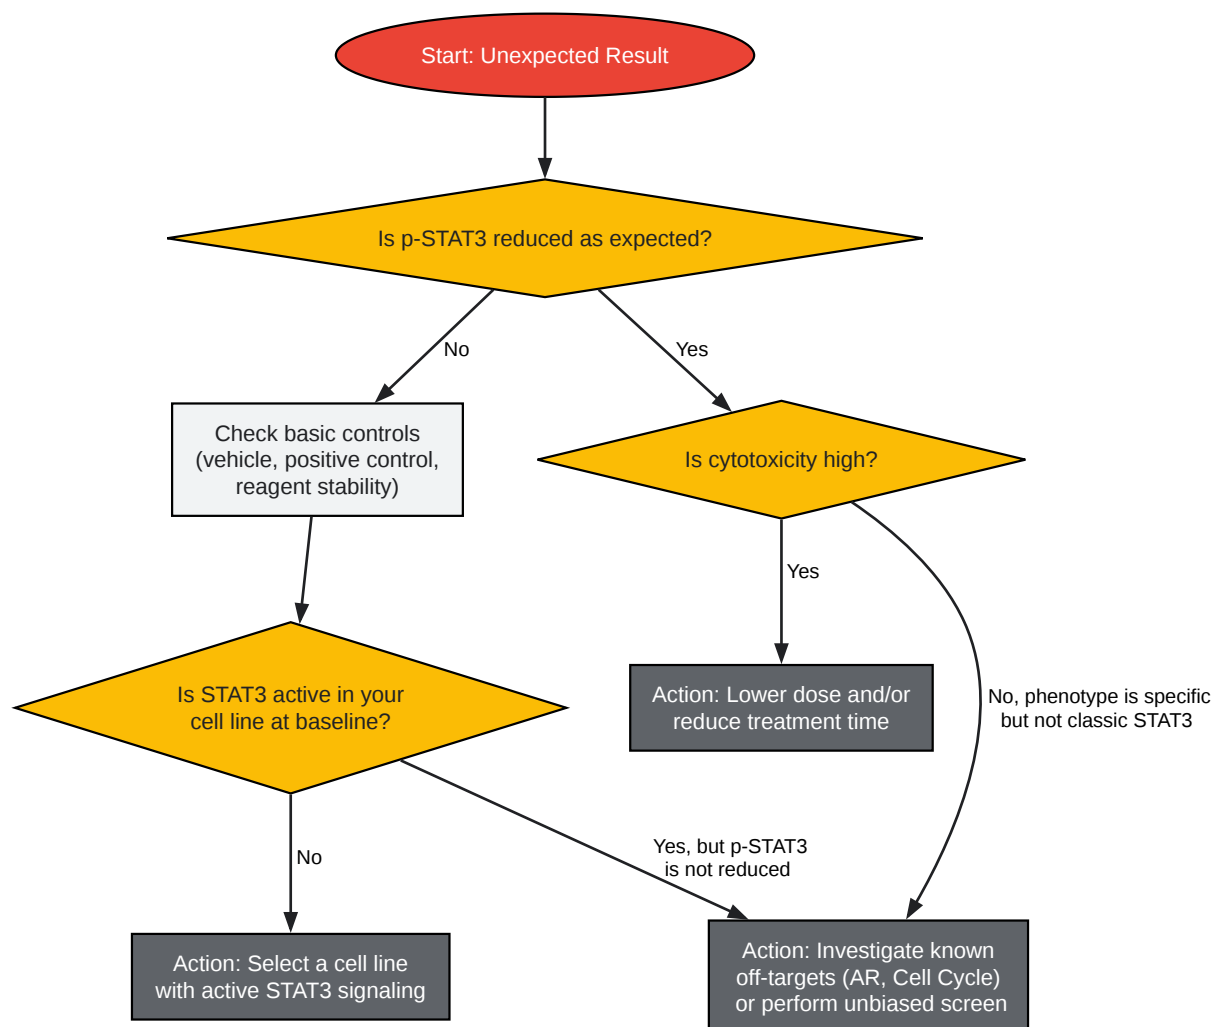 Start: Unexpected Result
Is p-STAT3 reduced as expected?
No
Yes
Check basic controls
(vehicle, positive control,
reagent stability)
Is cytotoxicity high?
Yes
Is STAT3 active in your
cell line at baseline?
Action: Lower dose and/or
reduce treatment time
No, phenotype is specific
but not classic STAT3
No
Yes, but p-STAT3
is not reduced
Action: Select a cell line
with active STAT3 signaling
Action: Investigate known
off-targets (AR, Cell Cycle)
or perform unbiased screen